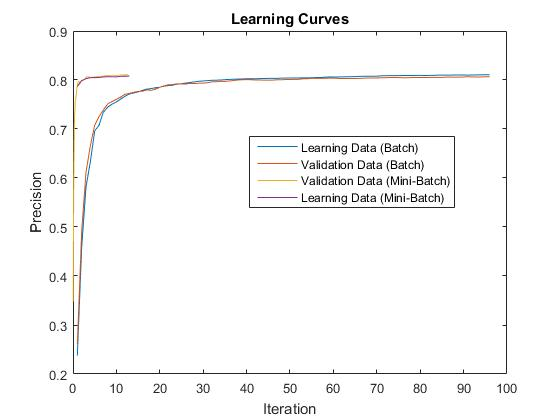 Learning Curves
0.9
0.8
0.7
0.6
0.5
0.4
0.3
0.2
Precision
Learning Data (Batch)
Validation Data (Batch)
Validation Data (Mini-Batch)
Learning Data (Mini-Batch)
0 10 20 30 40 50 60 70 80 90 100
Iteration